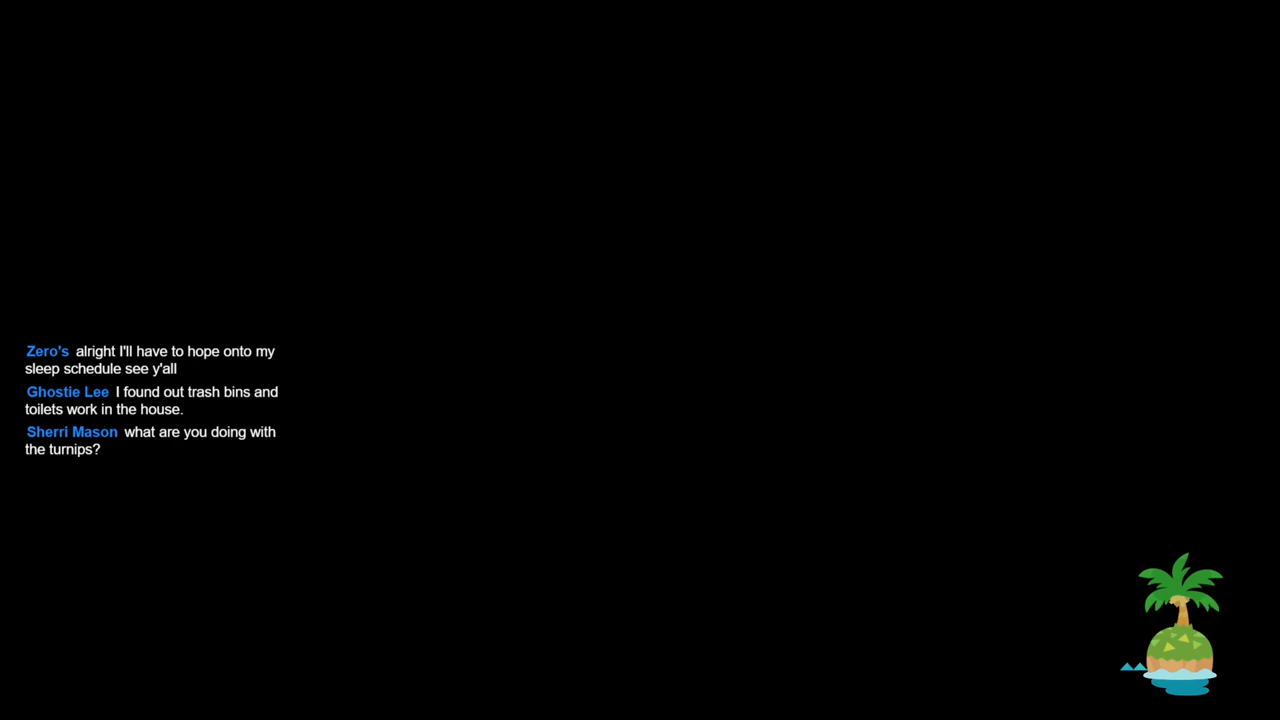 Zero's alright I'll have to hope onto my
sleep schedule see y'all
Ghostie Lee I found out trash bins and
toilets work in the house.
Sherri Mason what are you doing with
the turnips?